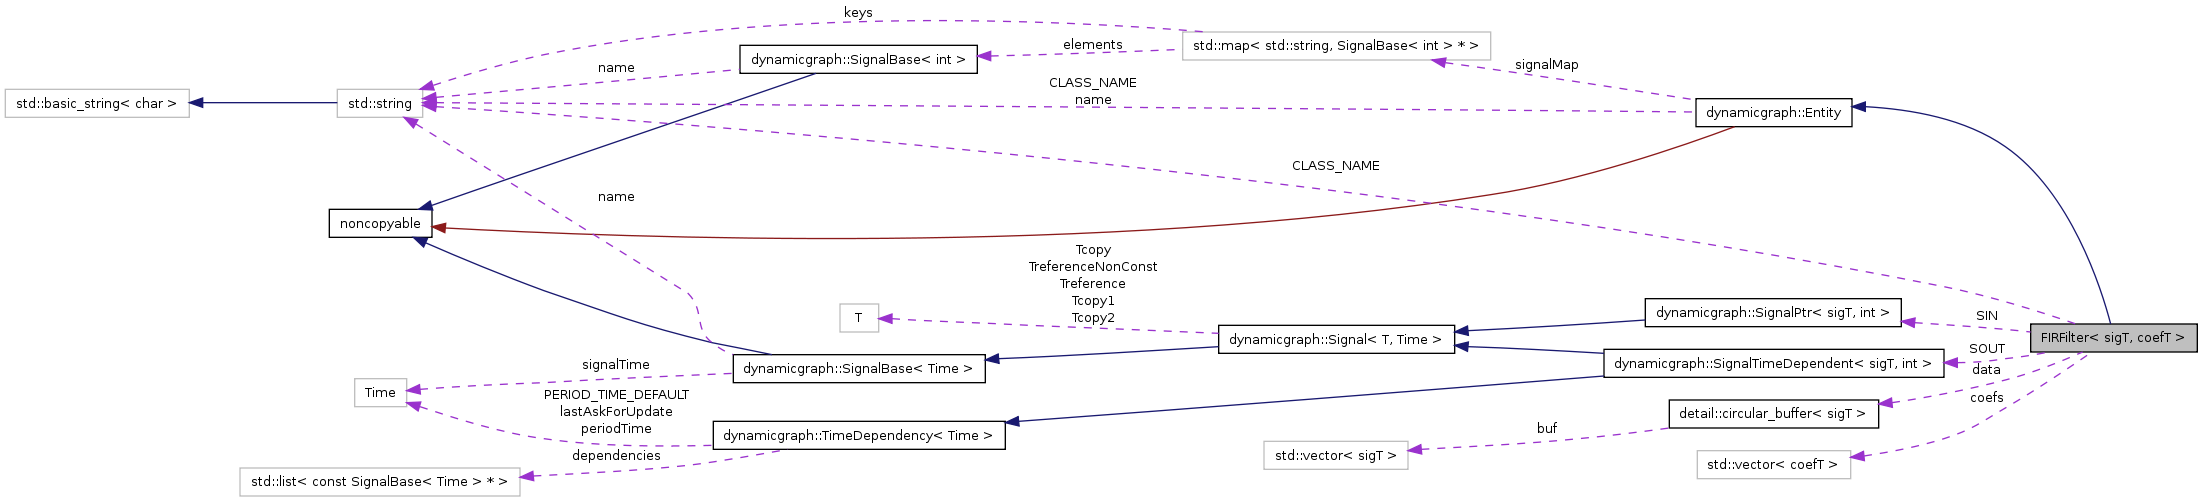 keys
std::map< std::string, SignalBase< int > * >
elements
dynamicgraph::SignalBase< int >
name
signalMap
CLASS_NAME
name
std::basic_string< char >
std::string
dynamicgraph::Entity
CLASS_NAME
name
noncopyable
Tcopy
TreferenceNonConst
Treference
Tcopy1
Tcopy2
T
dynamicgraph::SignalPtr< sigT, int >
SIN
dynamicgraph::Signal< T, Time >
FIRFilter< sigT, coefT >
SOUT
dynamicgraph::SignalTimeDependent< sigT, int >
data
signalTime
dynamicgraph::SignalBase< Time >
Time
PERIOD_TIME_DEFAULT
lastAskForUpdate
periodTime
coefs
detail::circular_buffer< sigT >
buf
dynamicgraph::TimeDependency< Time >
dependencies
std::vector< sigT >
std::vector< coefT >
std::list< const SignalBase< Time > * >